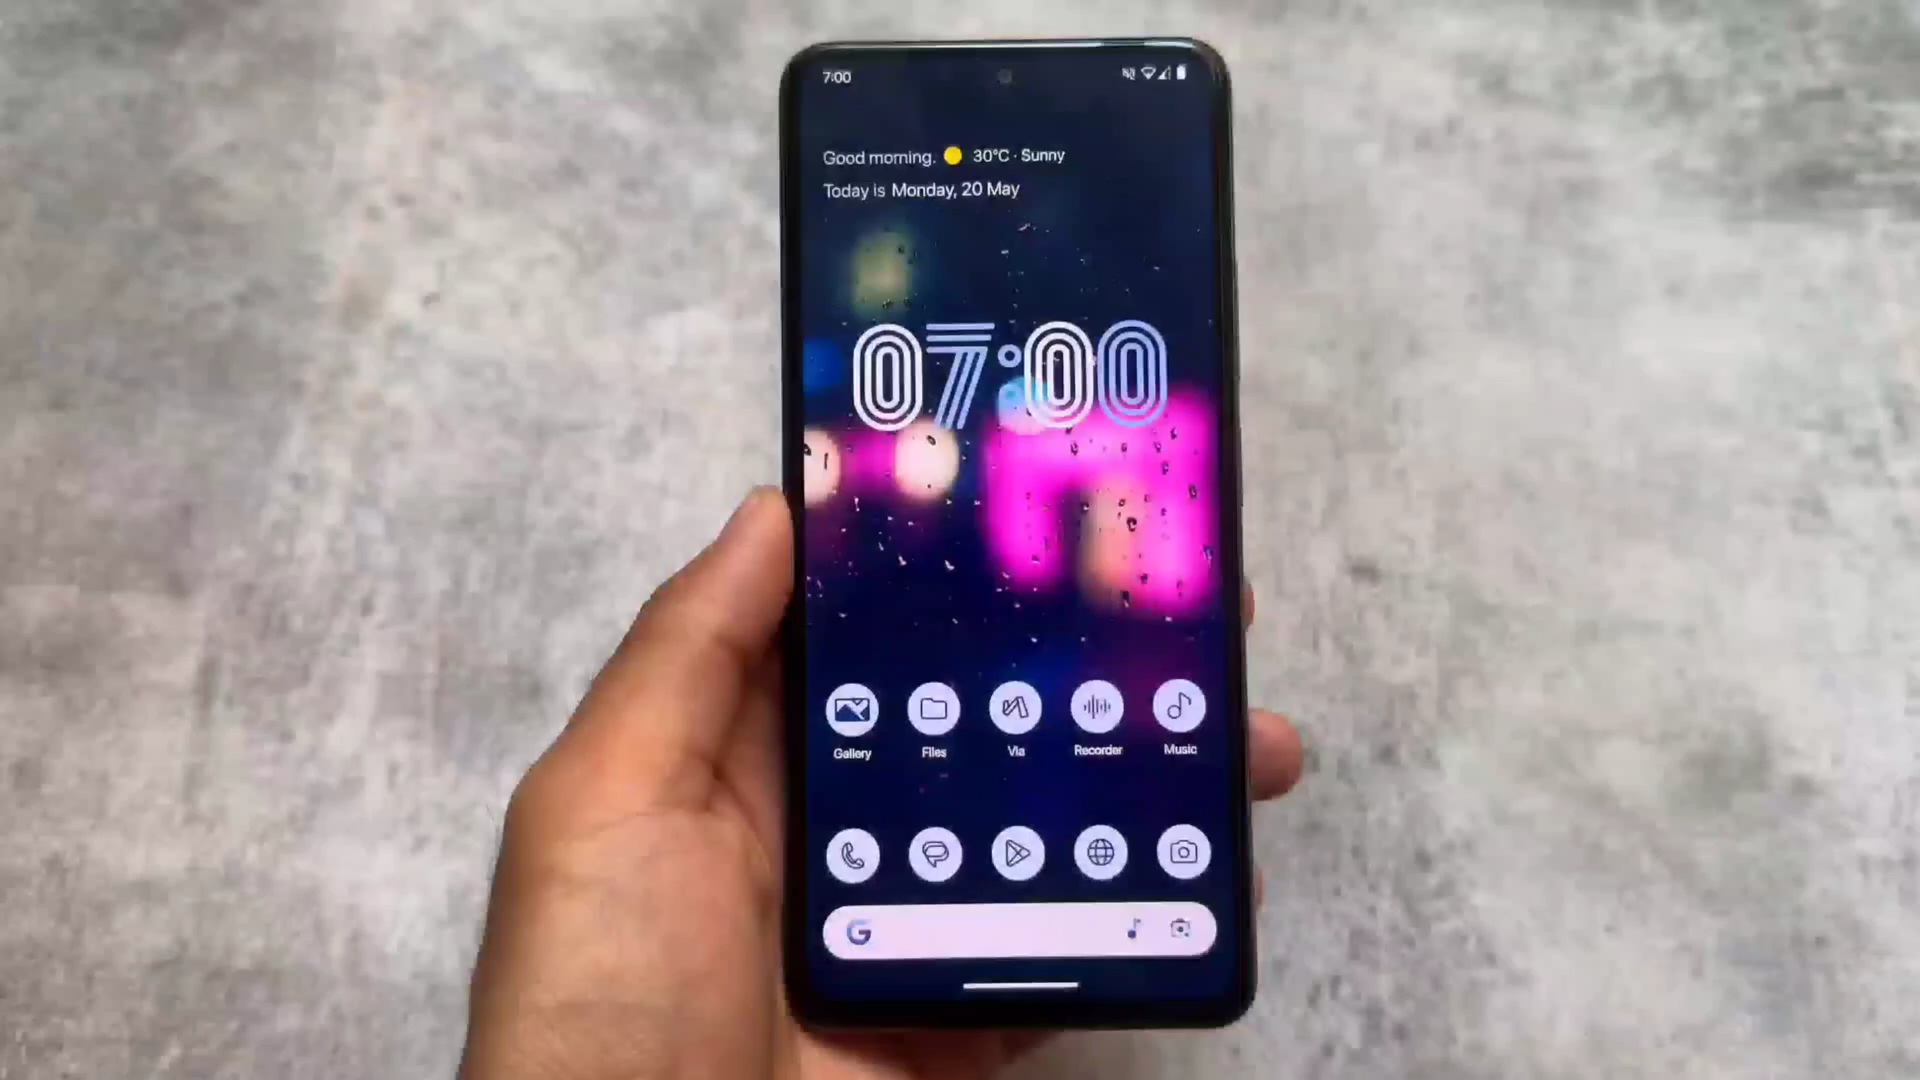 7:00
Good morning. 30°C · Sunny
Today is Monday, 20 May
07:00
Gallery Files Via Recorder Music
G